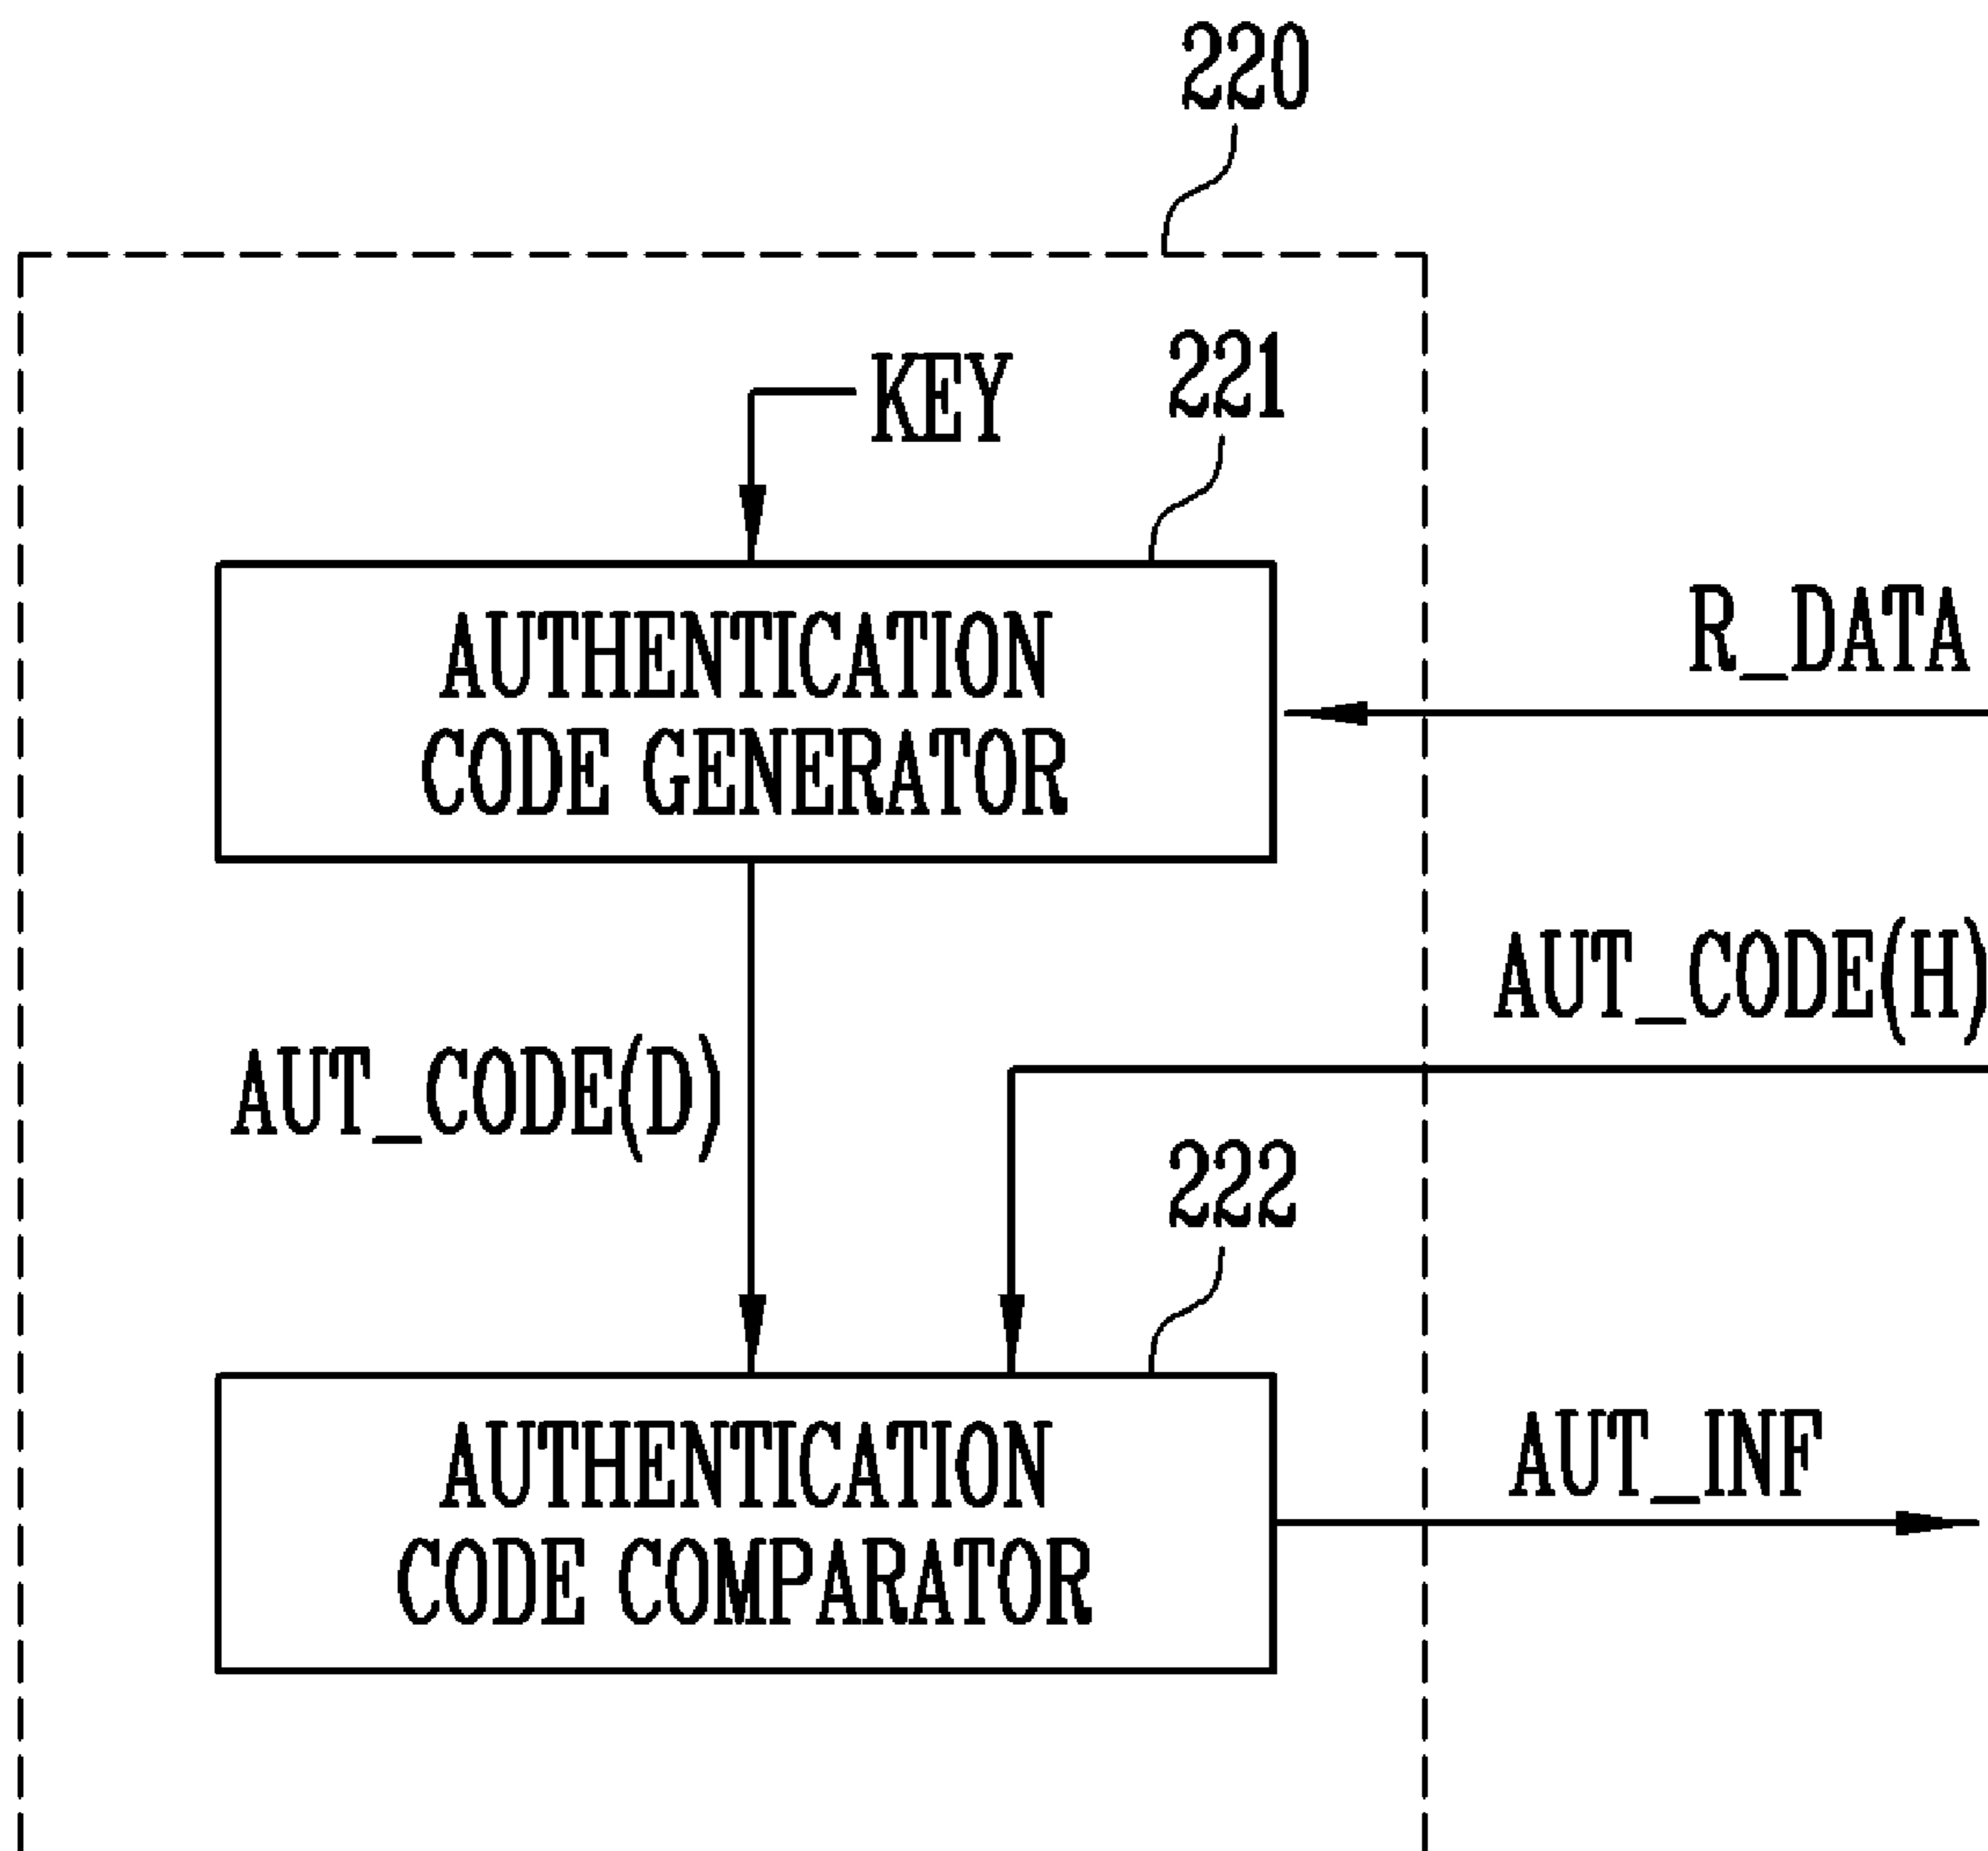 220
KEY
221
AUTHENTICATION
CODE GENERATOR
R_DATA
AUT_CODE(H)
AUT_CODE(D)
222
AUTHENTICATION
CODE COMPARATOR
AUT_INF